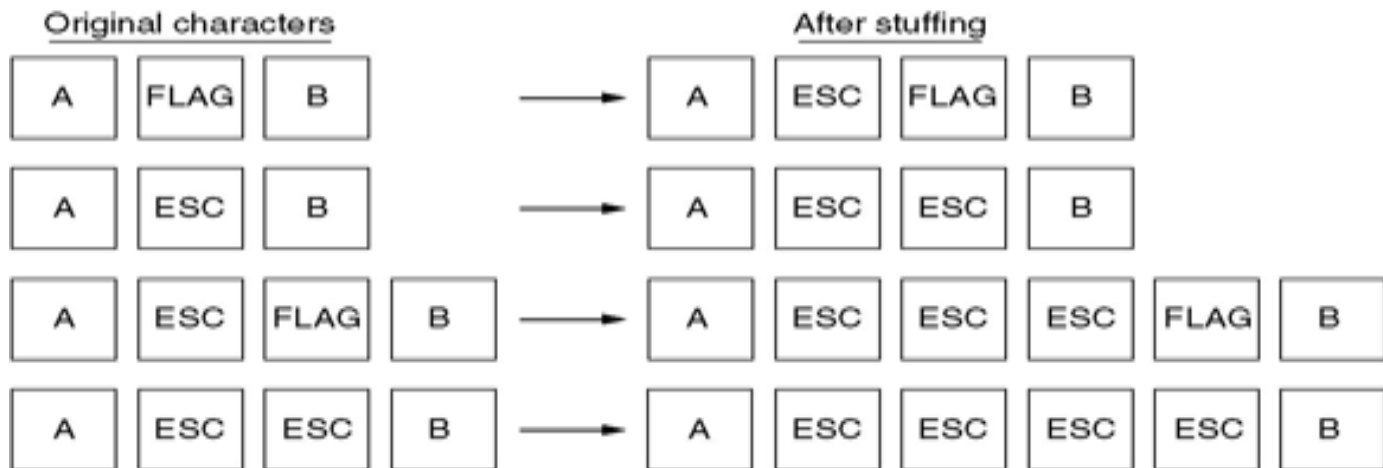 Original characters After stuffing
A FLAG B A ESC FLAG B
A ESC B A ESC ESC B
A ESC FLAG B A ESC ESC ESC FLAG B
A ESC ESC B A ESC ESC ESC ESC B